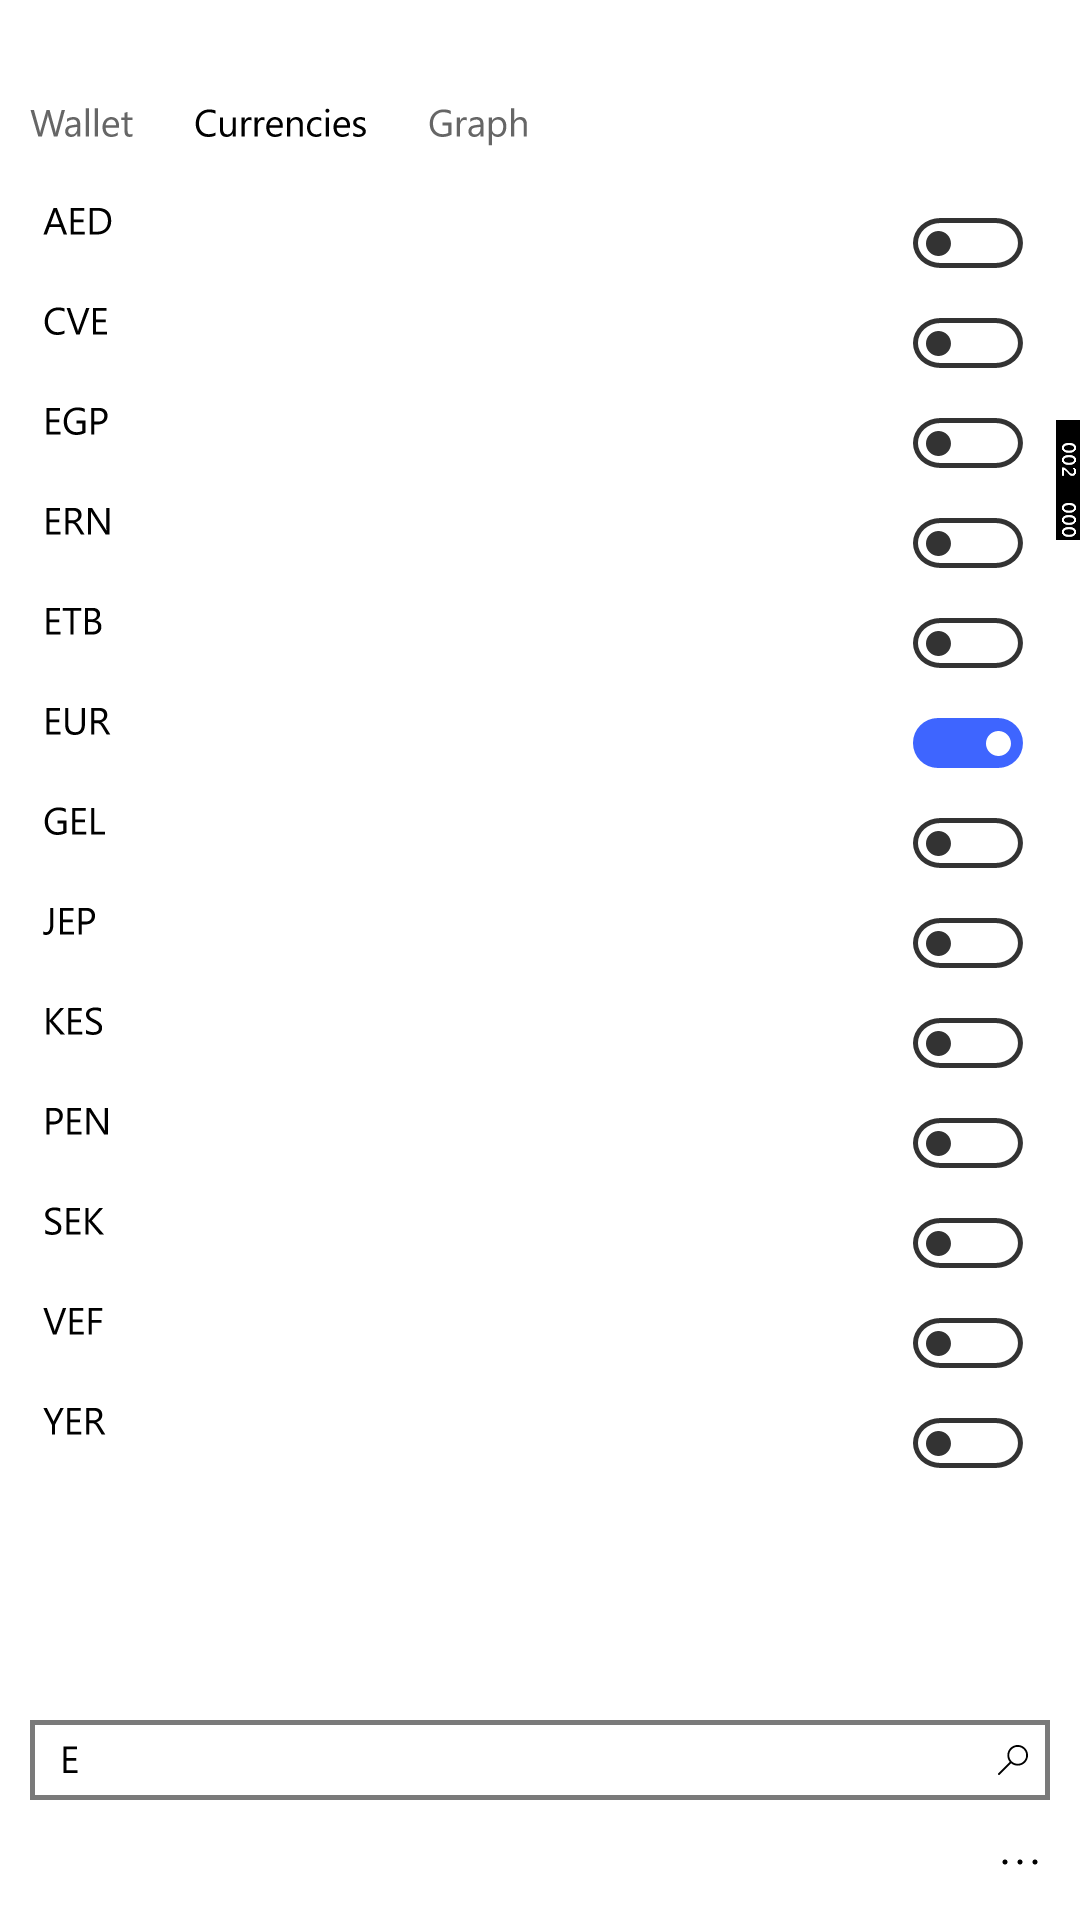 Wallet Currencies Graph
AED
CVE
EGP
002 000
ERN
ETB
EUR
GEL
JEP
KES
PEN
SEK
VEF
YER
E
...